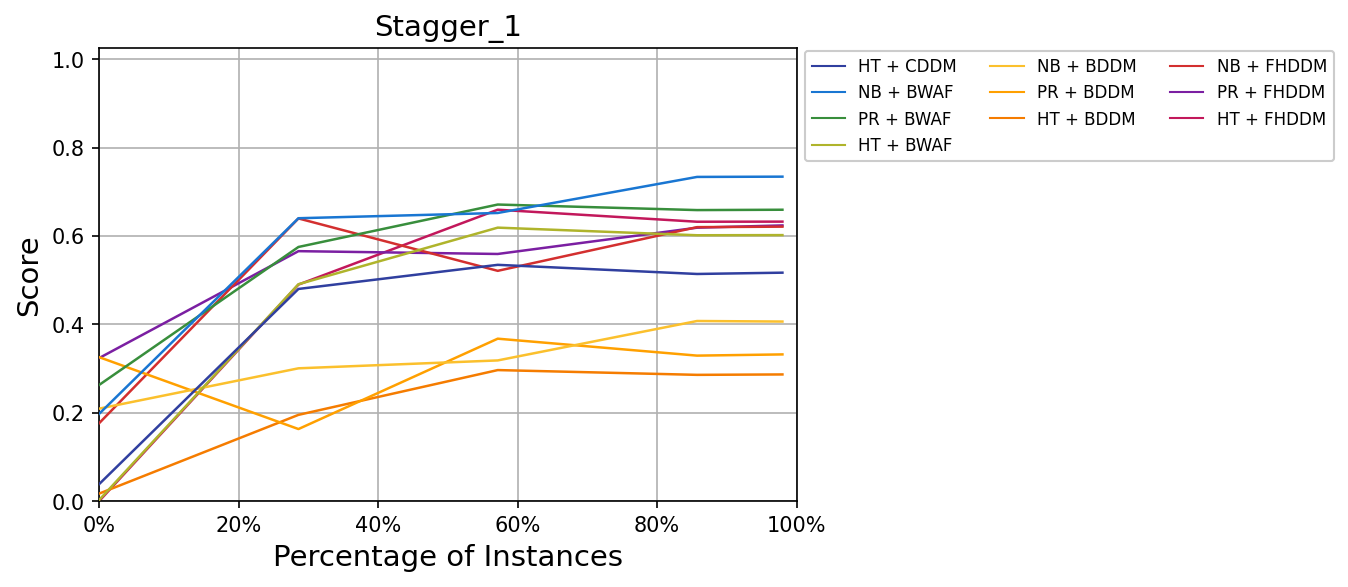 Stagger_1
Score
1.0
0.8
0.6
0.4
0.2
0.0
0%
20%
40%
60%
80%
100%
Percentage of Instances
HT + CDDM
NB + BWAF
PR + BWAF
HT + BWAF
NB + BDDM
PR + BDDM
HT + BDDM
NB + FHDDM
PR + FHDDM
HT + FHDDM